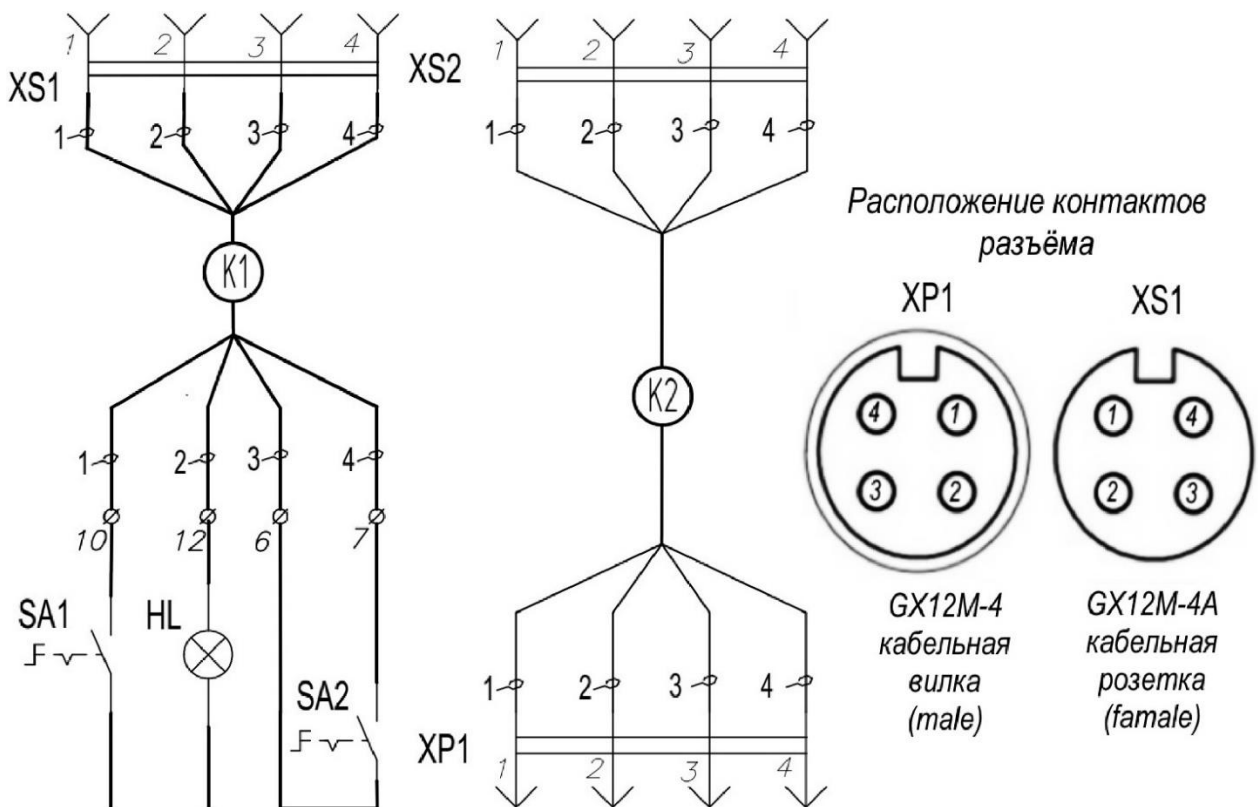 1 2 3 4
XS1
1 2 3 4
K1
1 2 3 4
10 12 6 7
SA1 HL
SA2
1 2 3 4
XS2
1 2 3 4
K2
1 2 3 4
XP1
1 2 3 4
Расположение контактов
разъёма
XP1 XS1
4 1 1 4
3 2 2 3
GX12M-4
кабельная
вилка
(male)
GX12M-4A
кабельная
розетка
(famale)